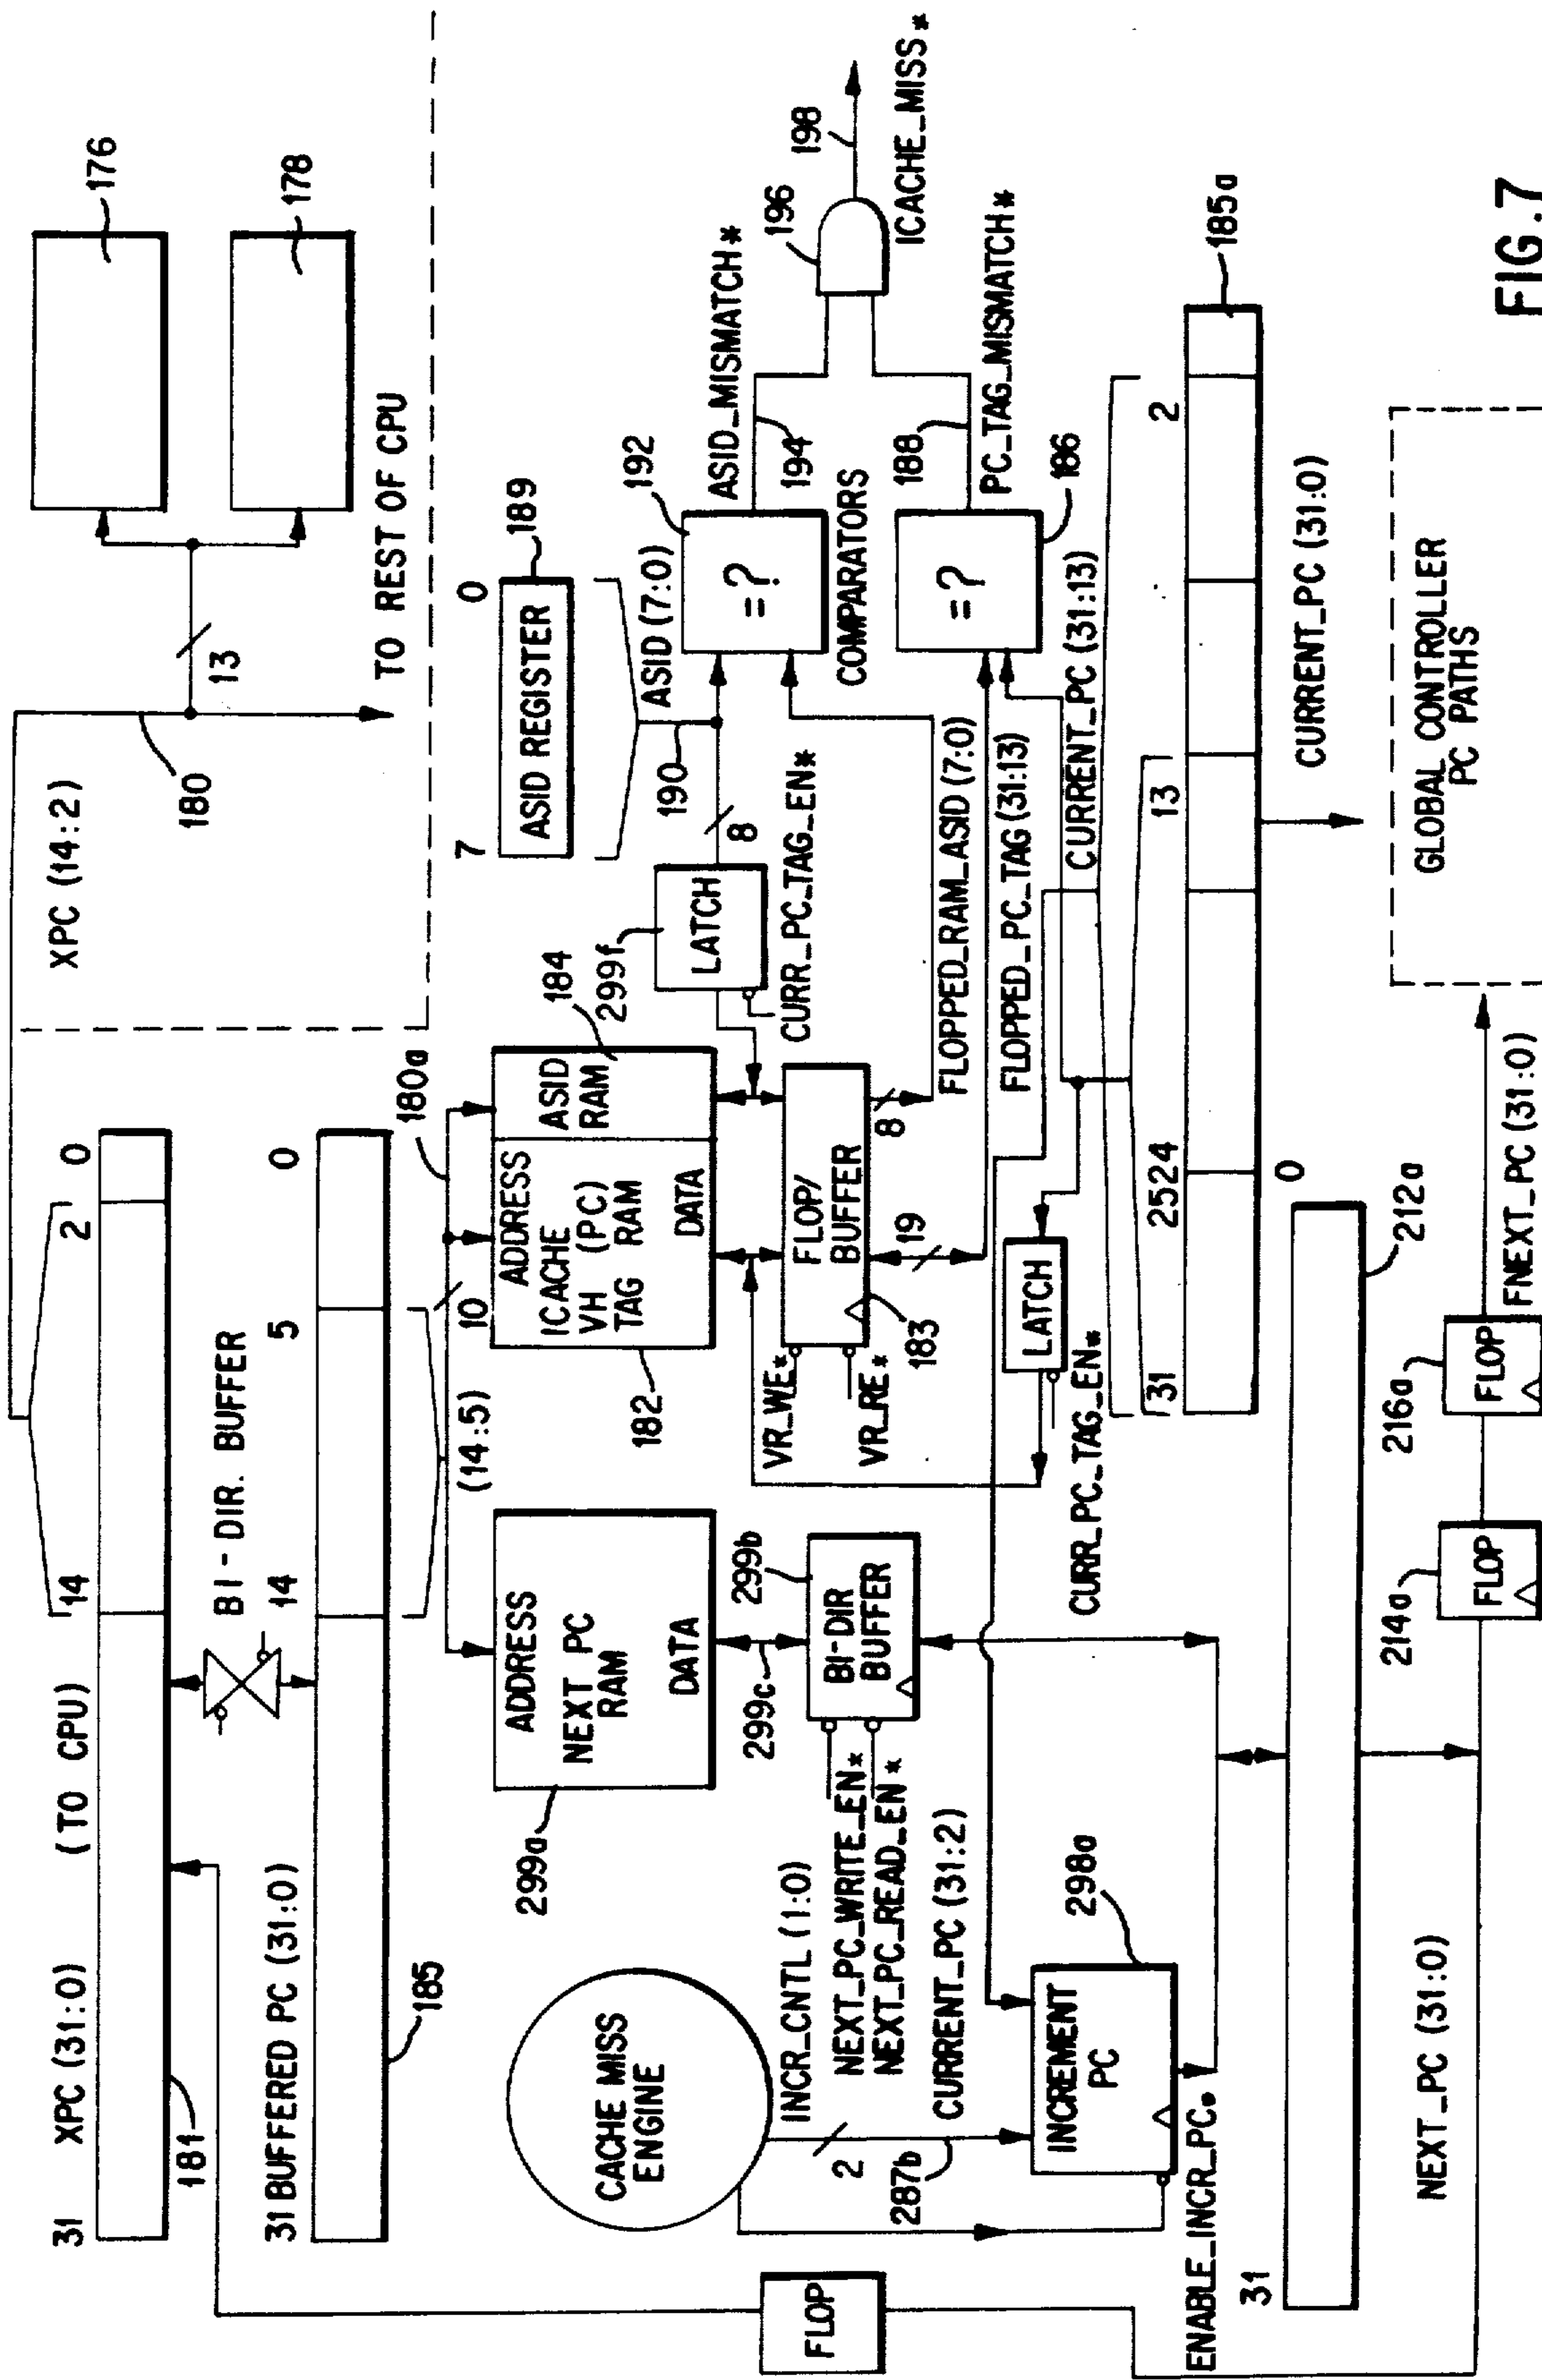 31 XPC (31:0) (TO CPU) 14 2 0
XPC (14:2)
180
13
TO REST OF CPU
176
178
181
BI-DIR. BUFFER
31 BUFFERED PC (31:0) 14 5 0
185
(14:5)
10
180a
CACHE MISS
ENGINE
299a
ADDRESS
NEXT PC
RAM
DATA
182
ADDRESS
ICACHE
VH (PC)
TAG RAM
DATA
ASID
RAM
184
299f
LATCH
CURR_PC_TAG_EN*
8
7 0
ASID REGISTER
189
190
ASID (7:0)
192
=?
COMPARATORS
=?
186
ASID_MISMATCH*
194
188
PC_TAG_MISMATCH*
196
198
ICACHE_MISS*
299c
BI-DIR
BUFFER
299b
VR_WE*
VR_RE*
FLOP/
BUFFER
183
19
8
FLOPPED_RAM_ASID (7:0)
FLOPPED_PC_TAG (31:13)
CURRENT_PC (31:13)
INCR_CNTL (1:0)
NEXT_PC_WRITE_EN*
NEXT_PC_READ_EN*
CURRENT_PC (31:2)
2
287b
INCREMENT
PC
298a
ENABLE_INCR_PC*
LATCH
CURR_PC_TAG_EN*
31 2524 13 2
185a
CURRENT_PC (31:0)
FLOP
31 0
212a
NEXT_PC (31:0)
214a
FLOP
216a
FLOP
FNEXT_PC (31:0)
GLOBAL CONTROLLER
PC PATHS
FIG.7